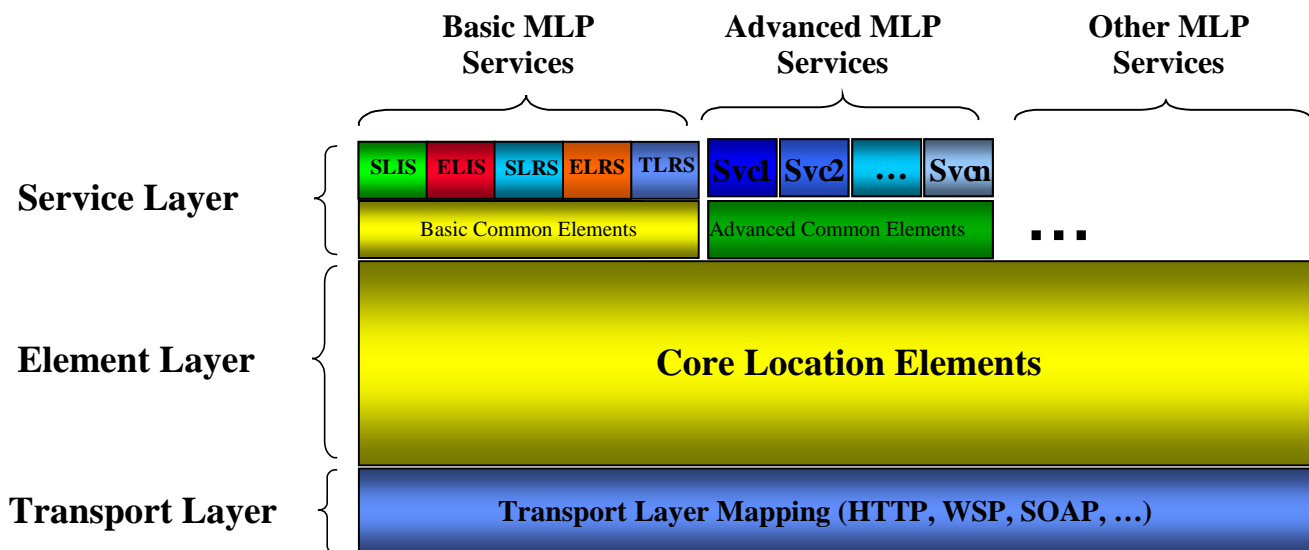 Basic MLP
Services
Advanced MLP
Services
Other MLP
Services
Service Layer
SLIS
ELIS
SLRS
ELRS
TLRS
Svc1
Svc2
...
Svcn
Basic Common Elements
Advanced Common Elements
...
Element Layer
Core Location Elements
Transport Layer
Transport Layer Mapping (HTTP, WSP, SOAP, …)